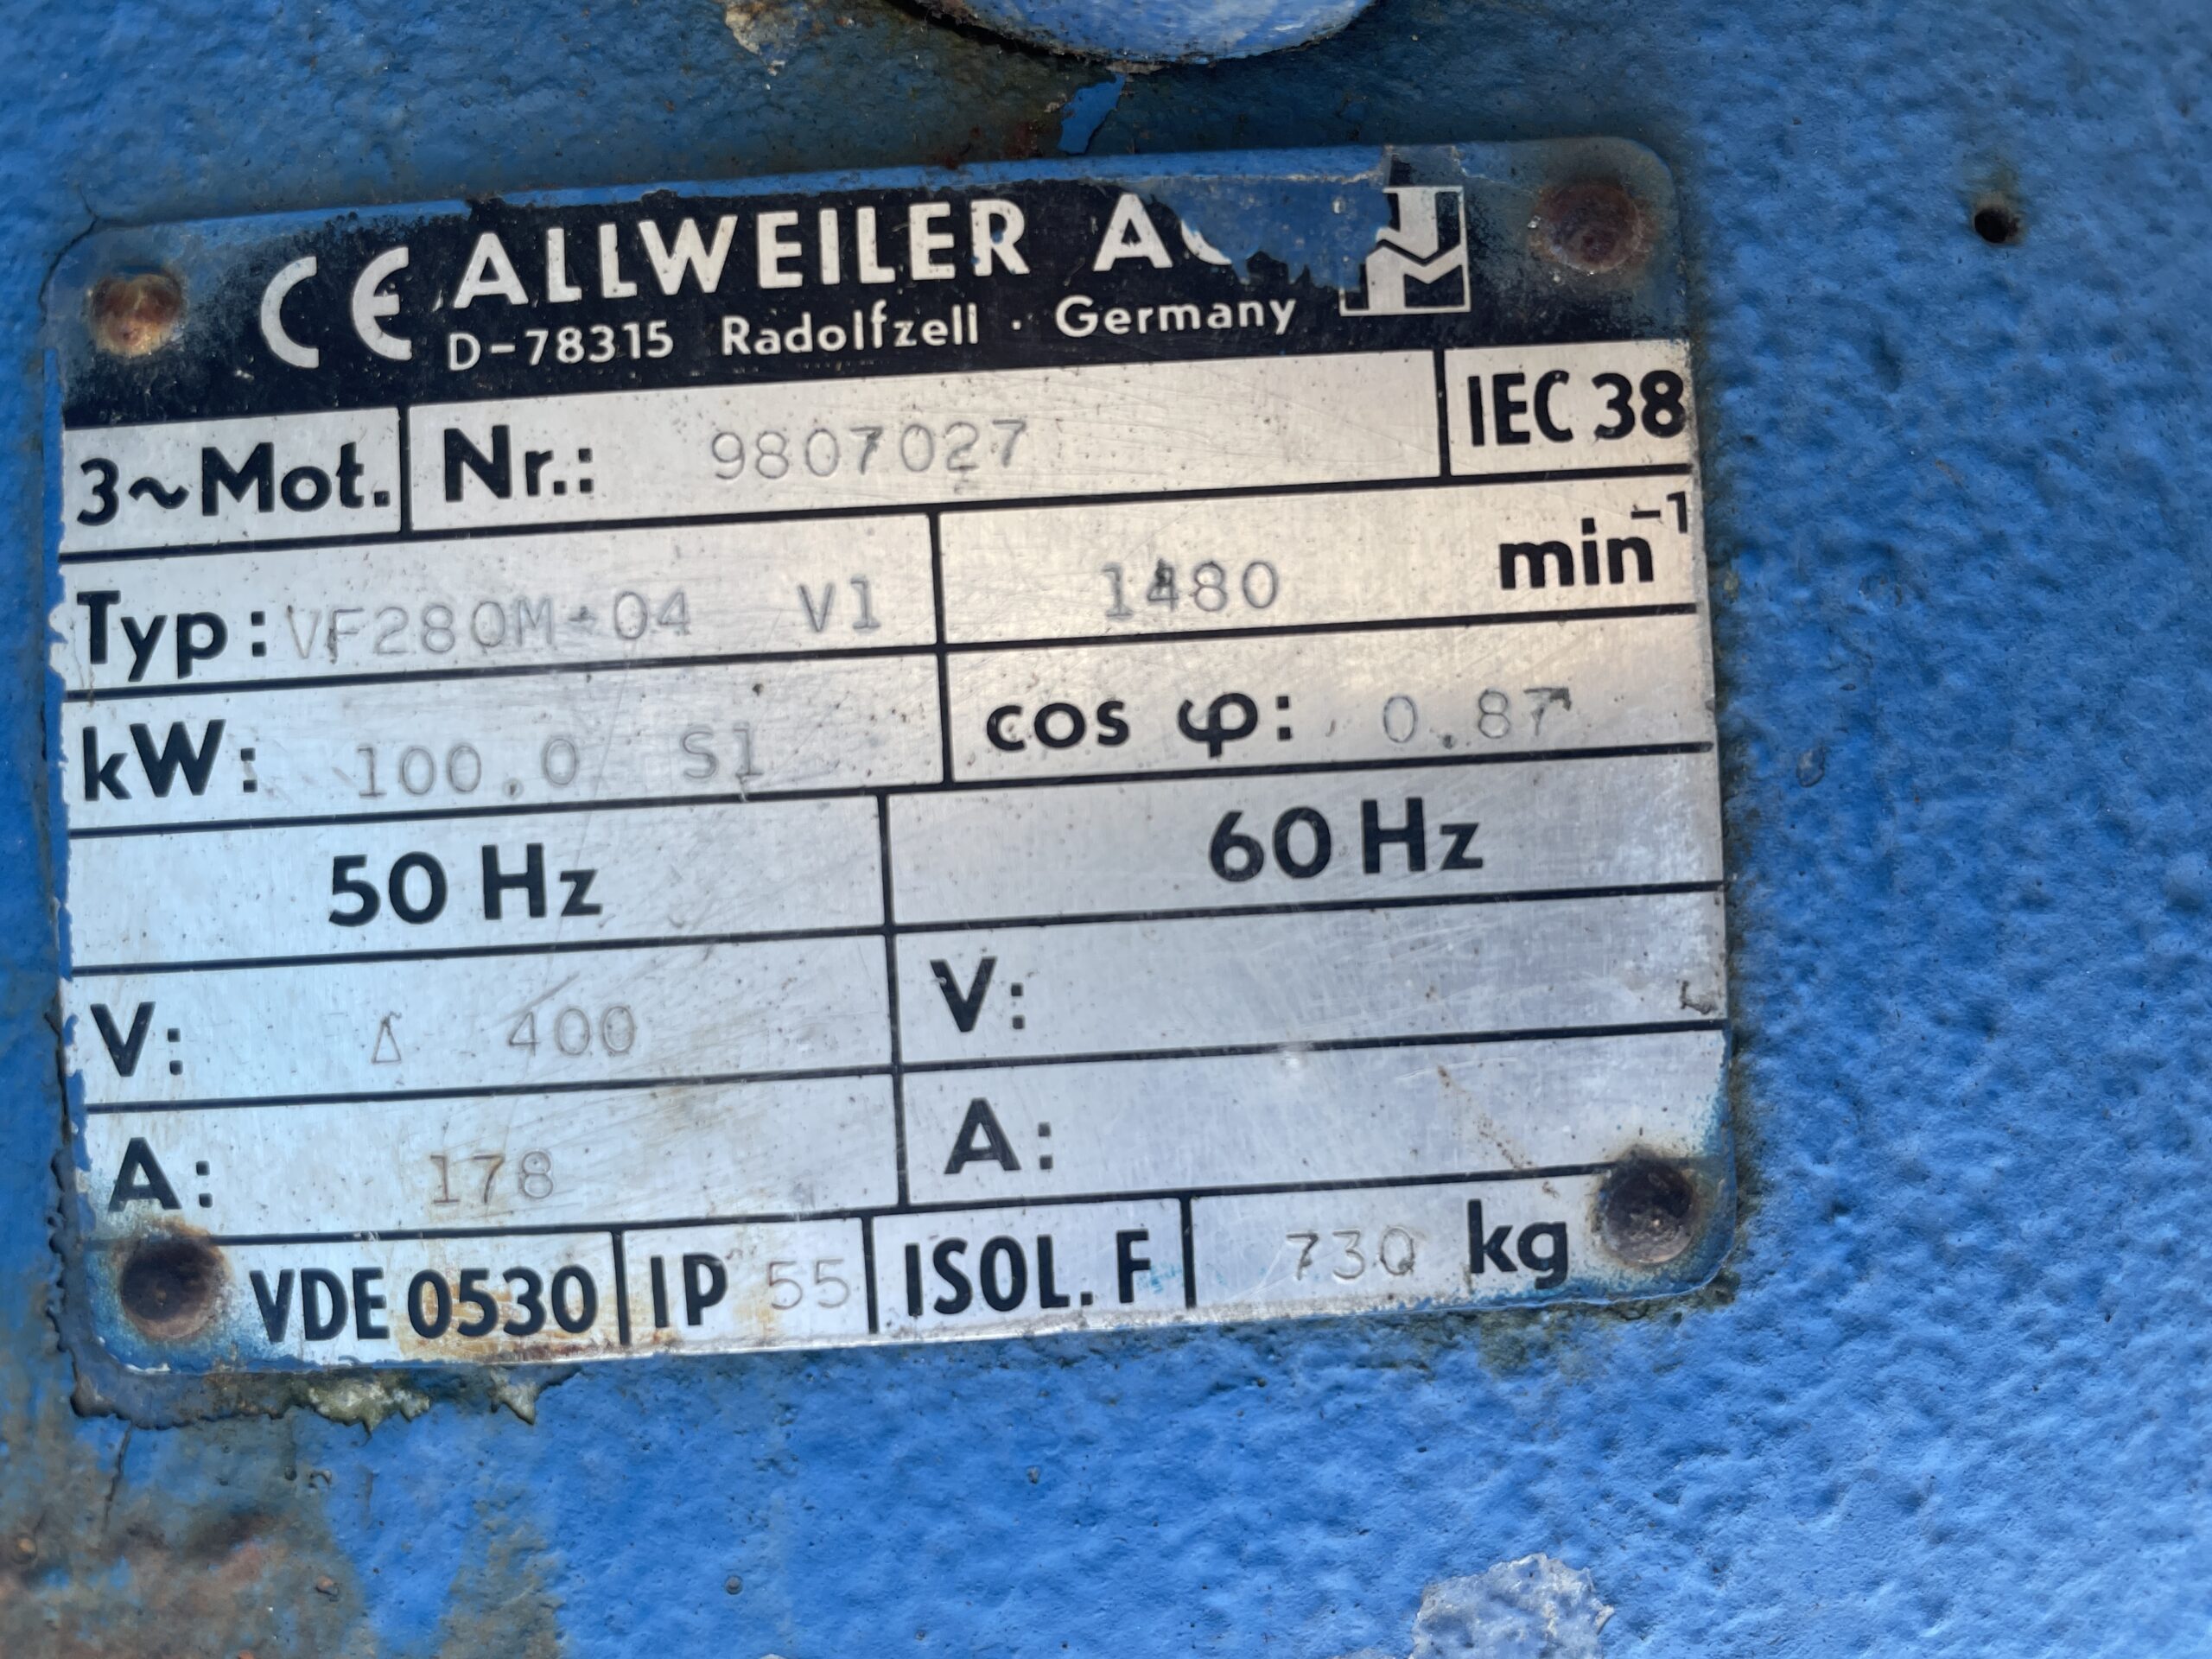 CE ALLWEILER A
D-78315 Radolfzell · Germany
3~Mot. Nr.: 9807027 IEC 38
Typ: VF280M-04 V1 1480 min⁻¹
kW: 100.0 S1 cos φ: 0.87
50 Hz 60 Hz
V: Δ 400 V:
A: 178 A:
VDE 0530 IP 55 ISOL. F 730 kg